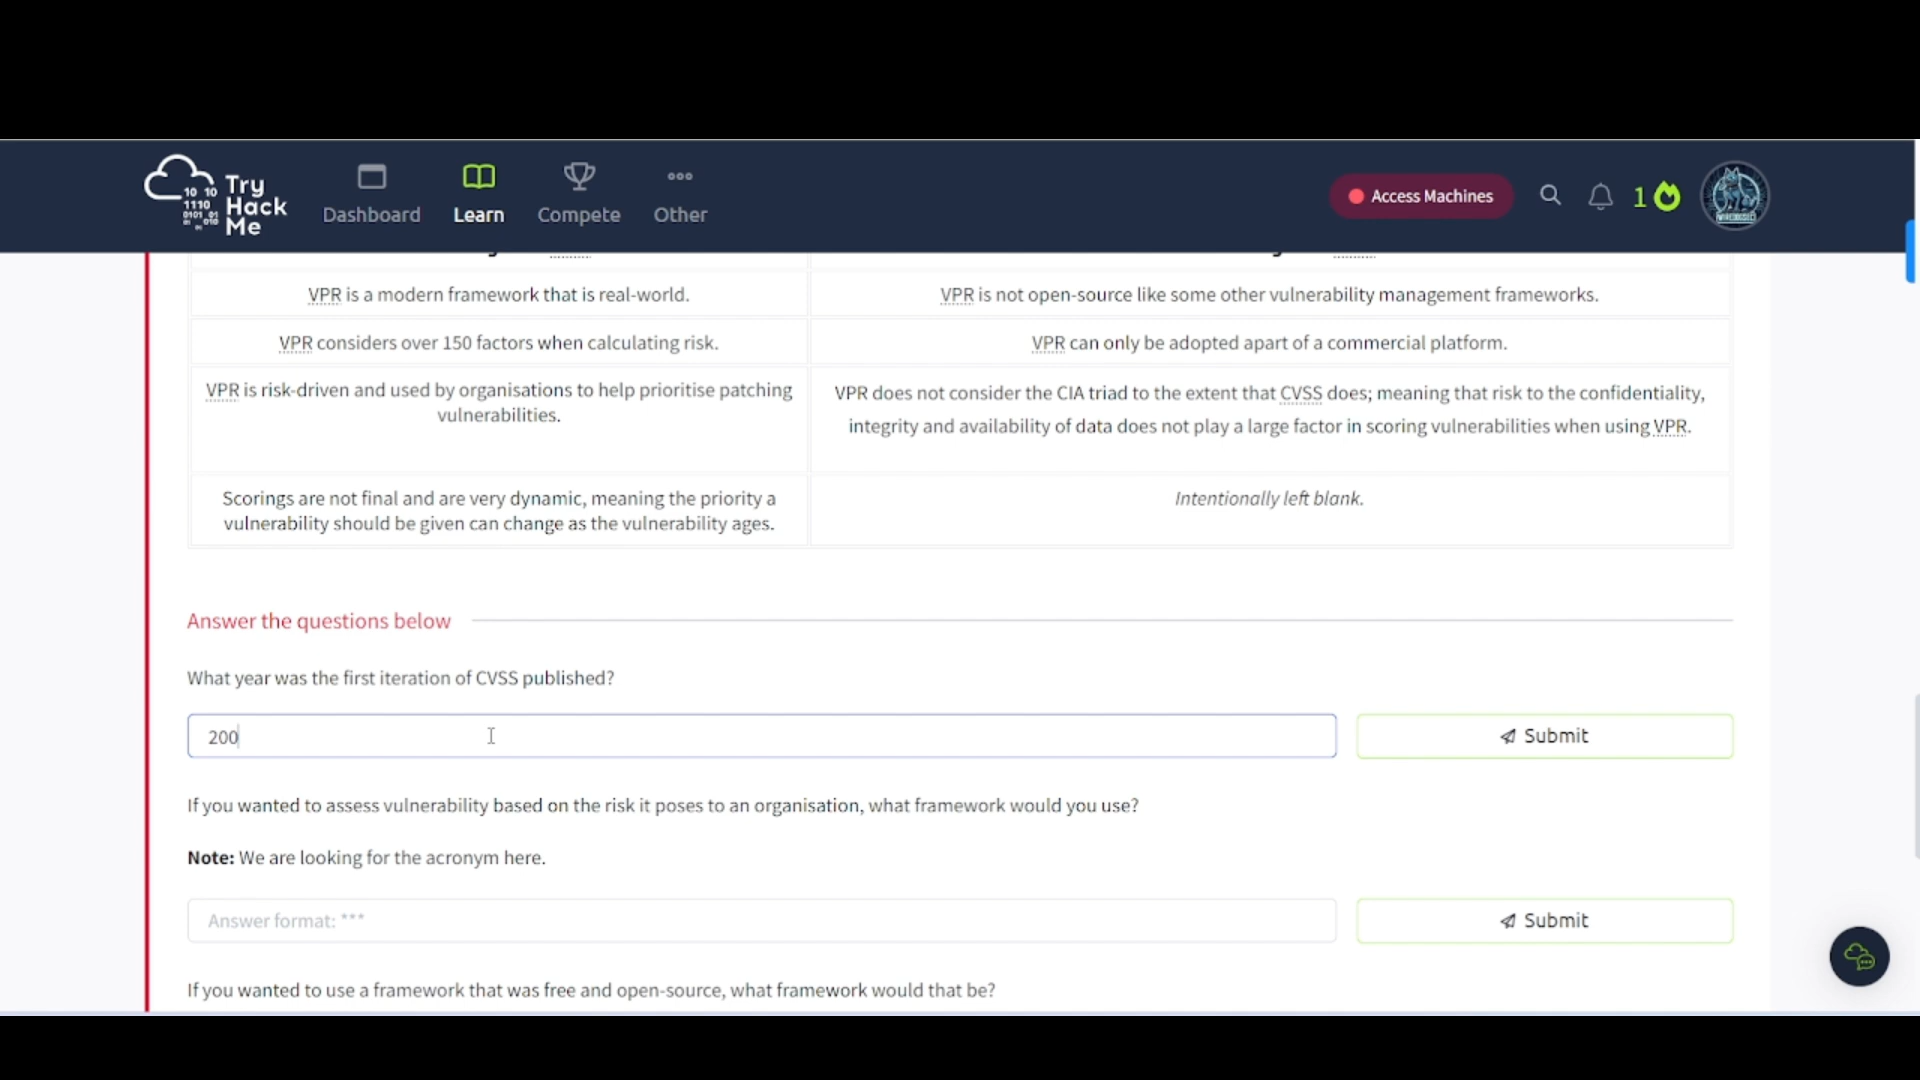 10 10
1110
0101 01
01 010
01
Try
Hack
Me
Dashboard
Learn
Compete
Other
Access Machines
1
VPR is a modern framework that is real-world.
VPR is not open-source like some other vulnerability management frameworks.
VPR considers over 150 factors when calculating risk.
VPR can only be adopted apart of a commercial platform.
VPR is risk-driven and used by organisations to help prioritise patching
vulnerabilities.
VPR does not consider the CIA triad to the extent that CVSS does; meaning that risk to the confidentiality,
integrity and availability of data does not play a large factor in scoring vulnerabilities when using VPR.
Scorings are not final and are very dynamic, meaning the priority a
vulnerability should be given can change as the vulnerability ages.
Intentionally left blank.
Answer the questions below
What year was the first iteration of CVSS published?
200
Submit
If you wanted to assess vulnerability based on the risk it poses to an organisation, what framework would you use?
Note: We are looking for the acronym here.
Answer format: ***
Submit
If you wanted to use a framework that was free and open-source, what framework would that be?